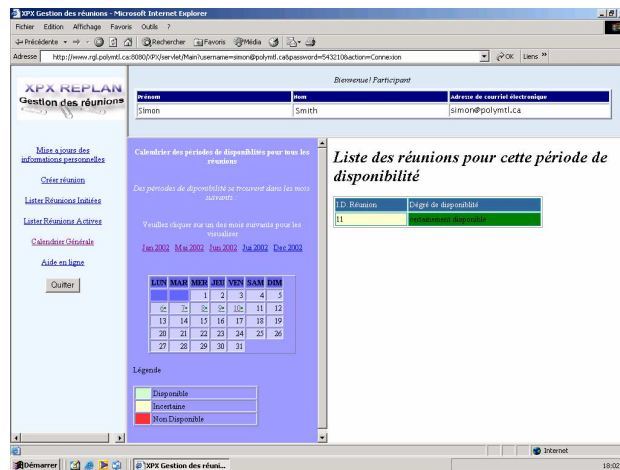 XPX Gestion des réunions - Microsoft Internet Explorer
Fichier Edition Affichage Favoris Outils ?
Précédente Rechercher Favoris Média
Adresse http://www.rgl.polymtl.ca:8080/XPX/servlet/Main?username=simon@polymtl.ca&password=543210&action=Connexion OK Liens »
XPX REPLAN
Gestion des réunions
Bienvenue! Participant
Prénom Nom Adresse de courriel électronique
Simon Smith simon@polymtl.ca
Mise a jours des
informations personnelles
Créer réunion
Lister Réunions Initiées
Lister Réunions Actives
Calendrier Générale
Aide en ligne
Quitter
Calendrier des périodes de disponiblités pour tous les
réunions
Des périodes de disponiblité se trouvent dans les mois
suivants
Veuillez cliquer sur un des mois suivants pour les
visualiser
Jan 2002 Mai 2002 Jun 2002 Jui 2002 Dec 2002
LUN MAR MER JEU VEN SAM DIM
1 2 3 4 5
6* 7* 8* 9* 10* 11 12
13 14 15 16 17 18 19
20 21 22 23 24 25 26
27 28 29 30 31
Légende
Disponible
Incertaine
Non Disponible
Liste des réunions pour cette période de
disponibilité
I.D. Réunion Dégré de disponiblité
11 certainement disponible
Internet
Démarrer XPX Gestion des réuni... 18:02